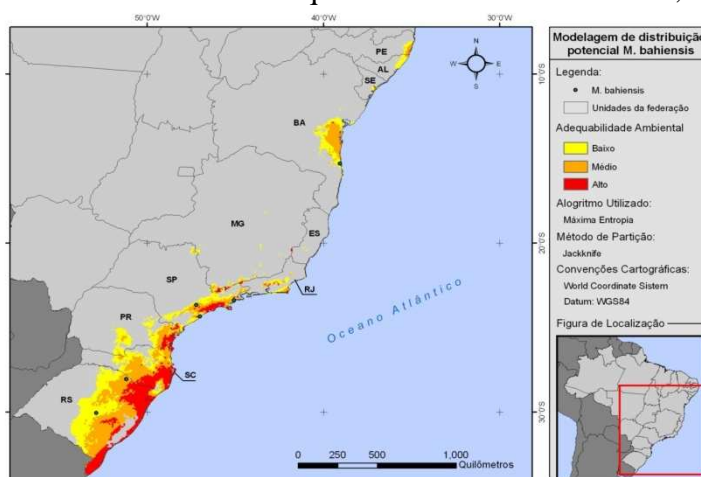 50°0'W
40°0'W
30°0'W
10°0'S
20°0'S
30°0'S
PE
AL
SE
BA
MG
ES
SP
RJ
PR
SC
RS
N
W
E
S
Oceano Atlântico
0 250 500 1,000
Quilômetros
Modelagem de distribuição
potencial M. bahiensis
Legenda:
M. bahiensis
Unidades da federação
Adequabilidade Ambiental
Baixo
Médio
Alto
Alogritmo Utilizado:
Máxima Entropia
Método de Partição:
Jackknife
Convenções Cartográficas:
World Coordinate Sistem
Datum: WGS84
Figura de Localização